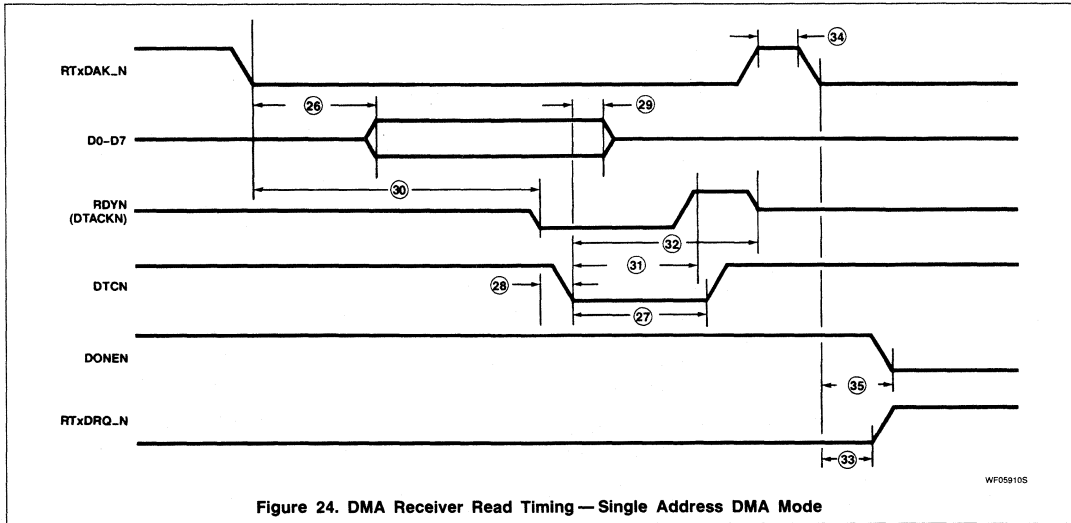 RTxDAK_N
34
26
29
D0–D7
30
RDYN
(DTACKN)
32
31
DTCN
28
27
DONEN
35
RTxDRQ_N
33
WF05910S
Figure 24. DMA Receiver Read Timing — Single Address DMA Mode